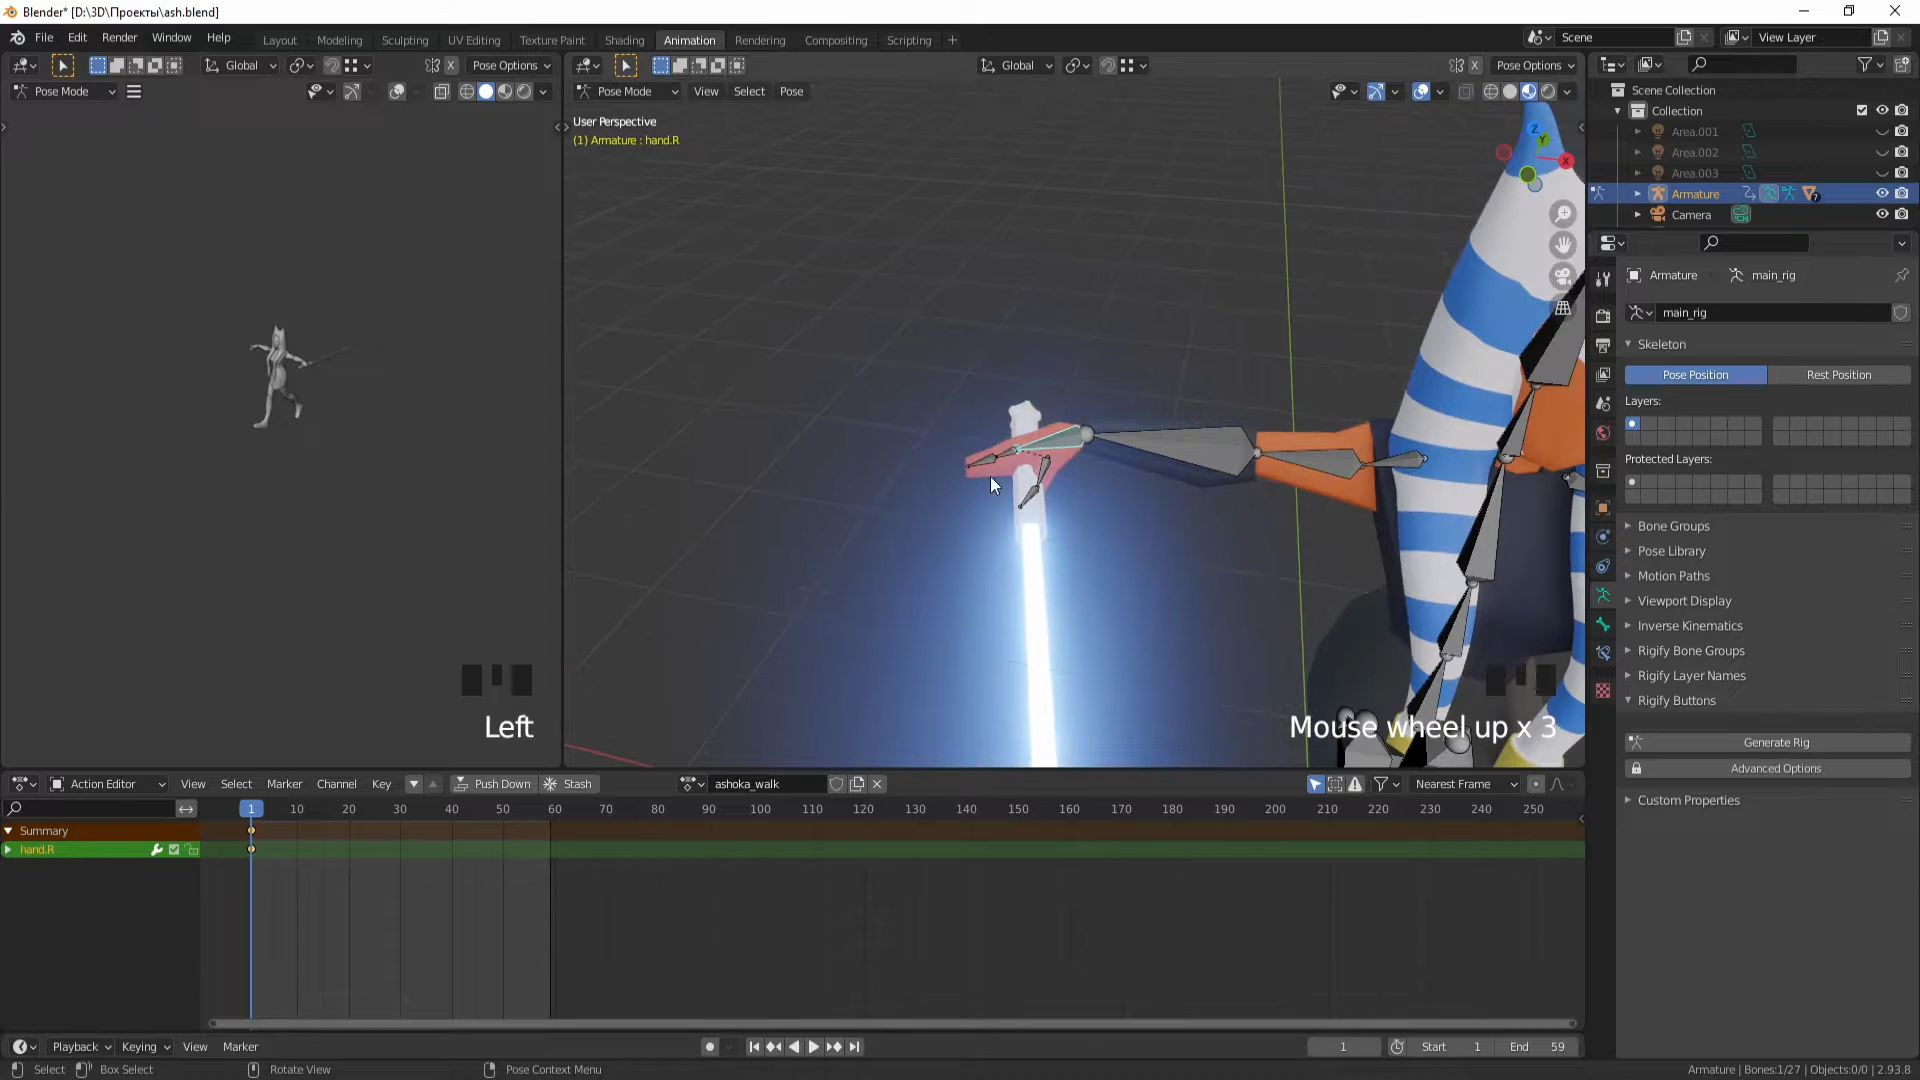 Blender* [D:\3D\Проекты\ash.blend]
File Edit Render Window Help
Layout Modeling Sculpting UV Editing Texture Paint Shading Animation Rendering Compositing Scripting +
Scene
View Layer
Global
X Pose Options
Global
X Pose Options
Pose Mode
Pose Mode View Select Pose
User Perspective
(1) Armature : hand.R
Z
Y
X
Scene Collection
Collection
Area.001
Area.002
Area.003
Armature
7
Camera
Armature main_rig
main_rig
Skeleton
Pose Position Rest Position
Layers:
Protected Layers:
Bone Groups
Pose Library
Motion Paths
Viewport Display
Inverse Kinematics
Rigify Bone Groups
Rigify Layer Names
Rigify Buttons
Generate Rig
Advanced Options
Custom Properties
Left
Mouse wheel up x 3
Action Editor View Select Marker Channel Key Push Down Stash ashoka_walk Nearest Frame
1 10 20 30 40 50 60 70 80 90 100 110 120 130 140 150 160 170 180 190 200 210 220 230 240 250
Summary
hand.R
Playback Keying View Marker 1 Start 1 End 59
Select Box Select Rotate View Pose Context Menu Armature | Bones:1/27 | Objects:0/0 | 2.93.8